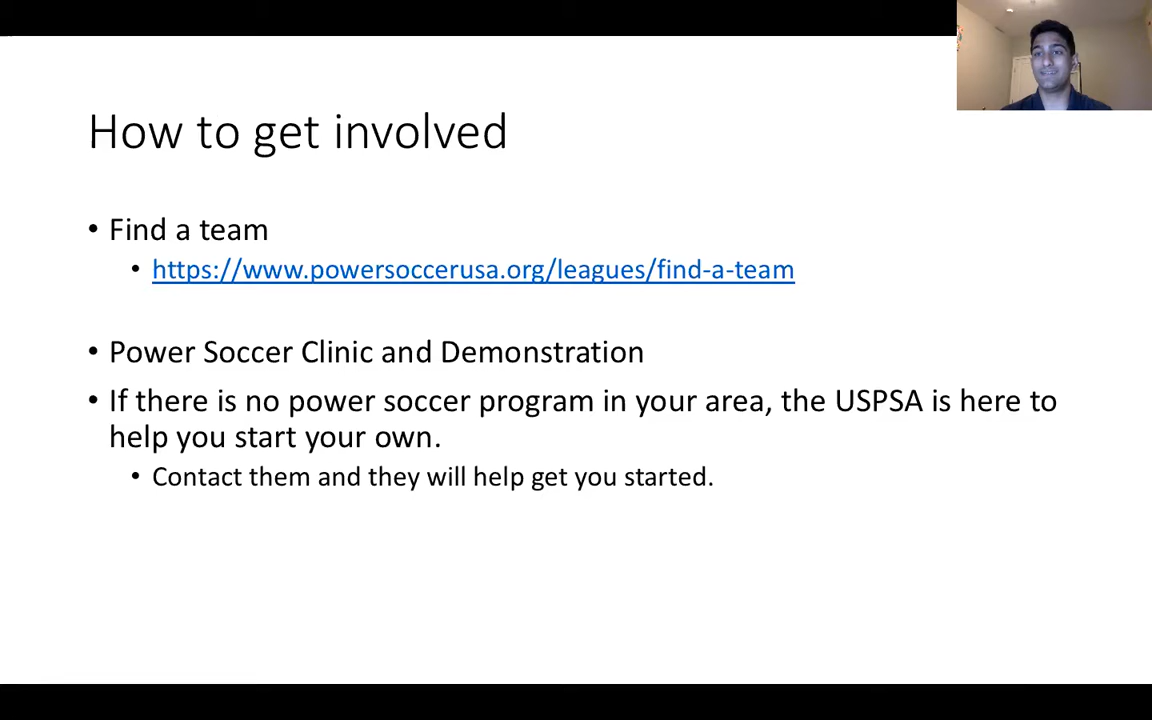 How to get involved
• Find a team
• https://www.powersoccerusa.org/leagues/find-a-team
• Power Soccer Clinic and Demonstration
• If there is no power soccer program in your area, the USPSA is here to
help you start your own.
• Contact them and they will help get you started.